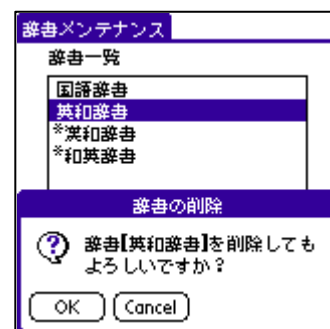 辞書メンテナンス
辞書一覧
国語辞書
英和辞書
*漢和辞書
*和英辞書
辞書の削除
辞書[英和辞書]を削除しても
よろしいですか?
OK Cancel